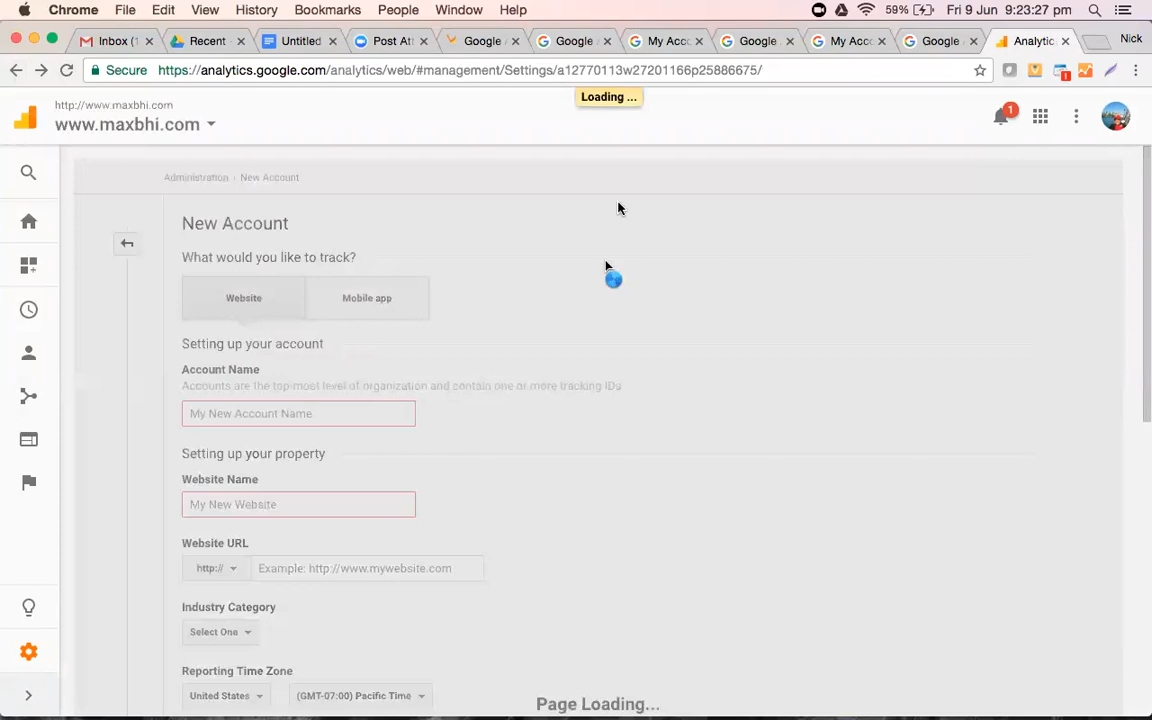 Chrome File Edit View History Bookmarks People Window Help 59% Fri 9 Jun 9:23:27 pm
Inbox (1 Recent - Untitled Post Att Google Google My Acc Google My Acc Google Analytic Nick
Secure https://analytics.google.com/analytics/web/#management/Settings/a12770113w27201166p25886675/ 1
Loading ...
http://www.maxbhi.com
www.maxbhi.com 1
Administration › New Account
New Account
What would you like to track?
Website Mobile app
Setting up your account
Account Name
Accounts are the top-most level of organization and contain one or more tracking IDs
My New Account Name
Setting up your property
Website Name
My New Website
Website URL
http:// Example: http://www.mywebsite.com
Industry Category
Select One
Reporting Time Zone
United States (GMT-07:00) Pacific Time
Page Loading...